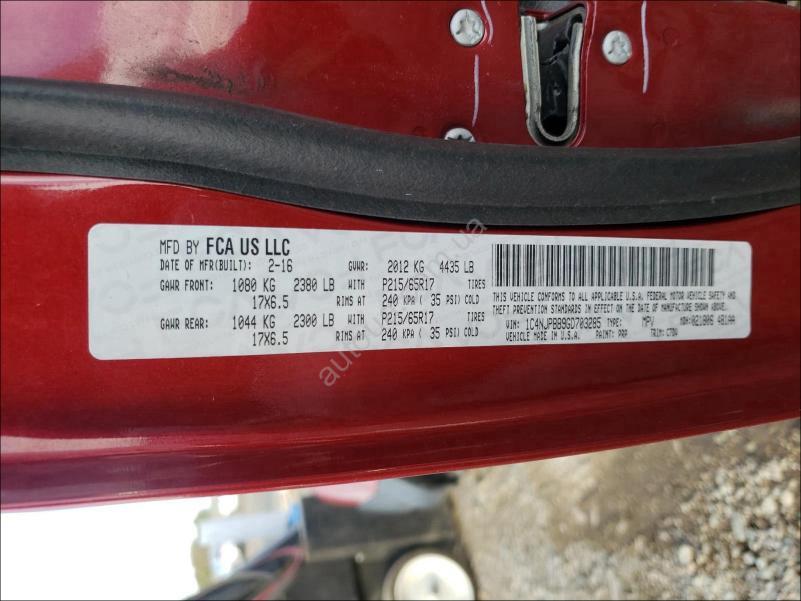 MFD BY FCA US LLC
DATE OF MFR(BUILT): 2-16 GVWR: 2012 KG 4435 LB
GAWR FRONT: 1080 KG 2380 LB WITH P215/65R17 TIRES
17X6.5 RIMS AT 240 KPA ( 35 PSI) COLD
GAWR REAR: 1044 KG 2300 LB WITH P215/65R17 TIRES
17X6.5 RIMS AT 240 KPA ( 35 PSI) COLD
THIS VEHICLE CONFORMS TO ALL APPLICABLE U.S.A. FEDERAL MOTOR VEHICLE SAFETY AND
THEFT PREVENTION STANDARDS IN EFFECT ON THE DATE OF MANUFACTURE SHOWN ABOVE.
VIN: 1C4NJPBB9GD703285 TYPE: MPV MDH:021806 481AA
VEHICLE MADE IN U.S.A. PAINT: PRP TRIM: C7DV